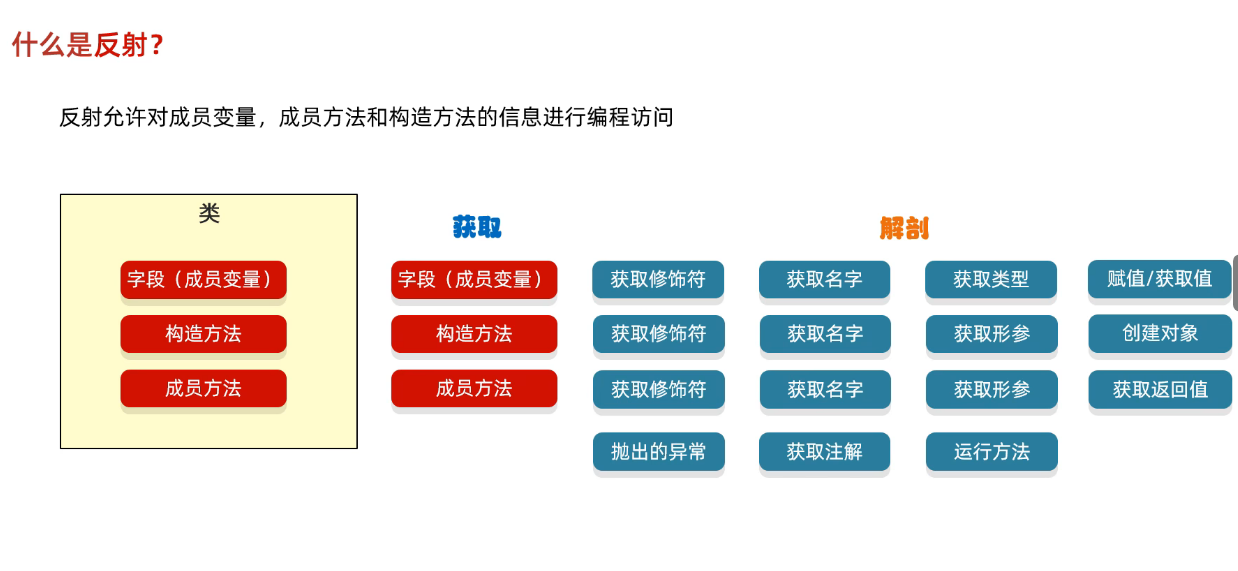 什么是反射？
反射允许对成员变量，成员方法和构造方法的信息进行编程访问
类
获取
解剖
字段（成员变量）
字段（成员变量）
获取修饰符
获取名字
获取类型
赋值/获取值
构造方法
构造方法
获取修饰符
获取名字
获取形参
创建对象
成员方法
成员方法
获取修饰符
获取名字
获取形参
获取返回值
抛出的异常
获取注解
运行方法